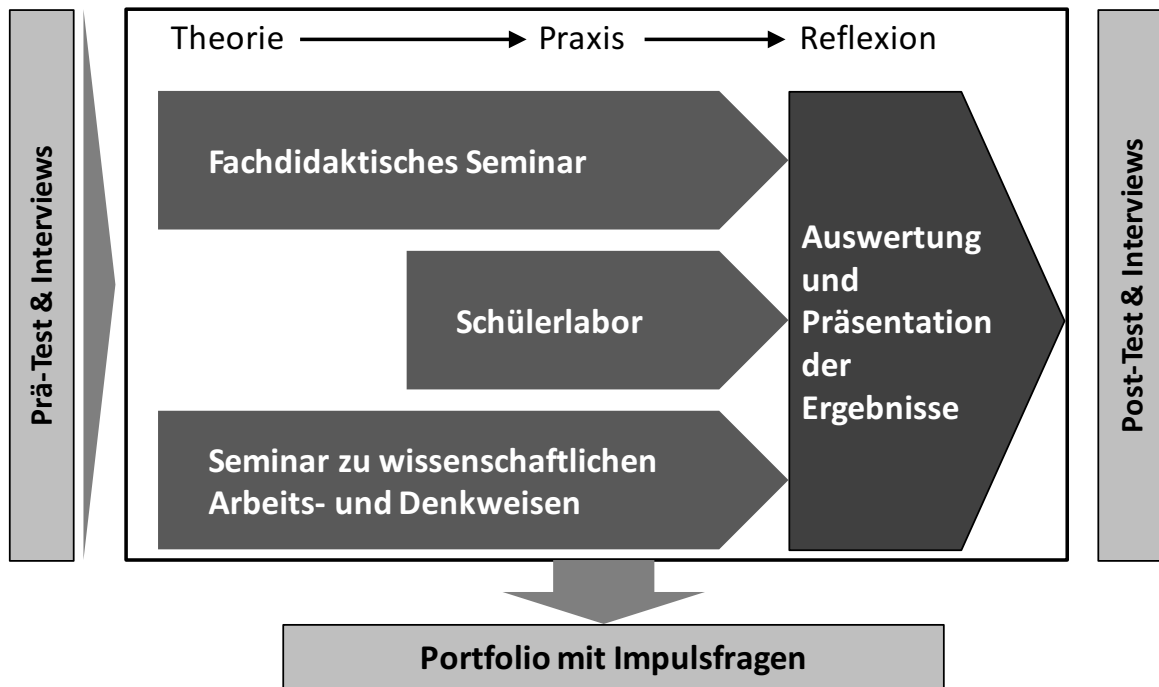 Theorie Praxis Reflexion
Prä-Test & Interviews
Fachdidaktisches Seminar
Schülerlabor
Seminar zu wissenschaftlichen
Arbeits- und Denkweisen
Auswertung
und
Präsentation
der
Ergebnisse
Post-Test & Interviews
Portfolio mit Impulsfragen